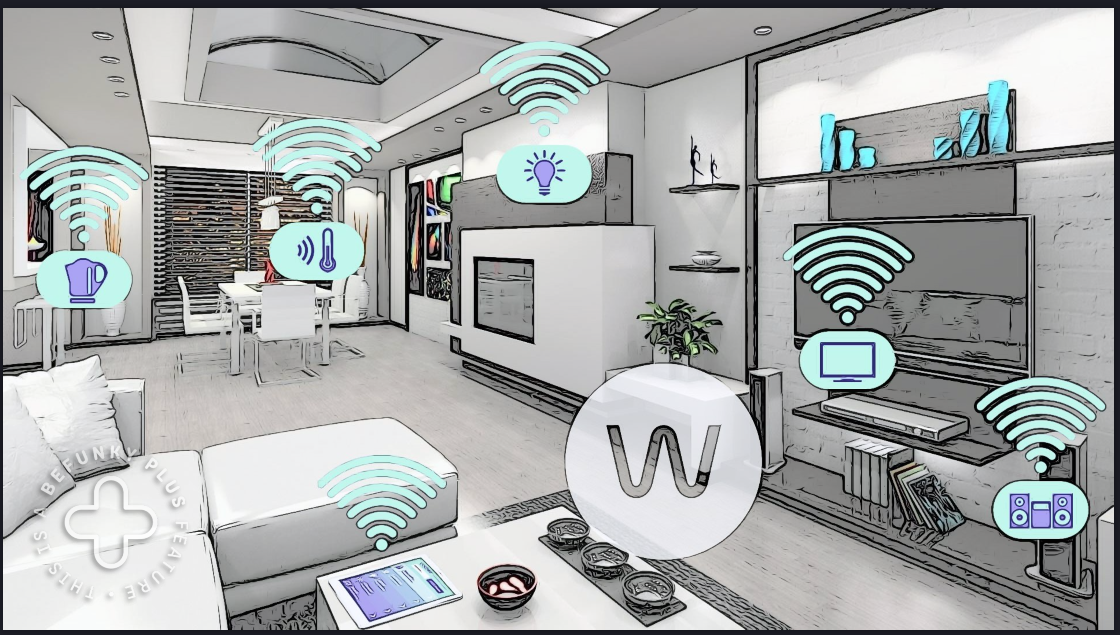 W
THIS IS A BEFUNKY PLUS FEATURE •